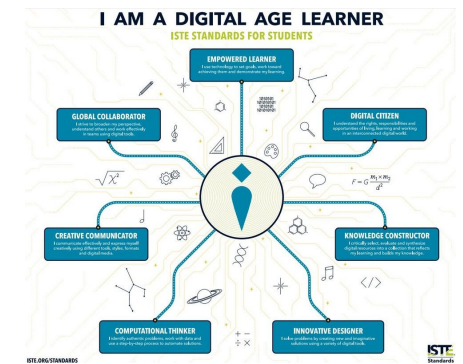 I AM A DIGITAL AGE LEARNER
ISTE STANDARDS FOR STUDENTS
EMPOWERED LEARNER
I use technology to set goals, work toward
achieving them and demonstrate my learning.
GLOBAL COLLABORATOR
I strive to broaden my perspective,
understand others and work effectively
in teams using digital tools.
DIGITAL CITIZEN
I understand the rights, responsibilities and
opportunities of living, learning and working
in an interconnected digital world.
√χ²
F = G m₁ × m₂ / d²
CREATIVE COMMUNICATOR
I communicate effectively and express myself
creatively using different tools, styles, formats
and digital media.
KNOWLEDGE CONSTRUCTOR
I critically select, evaluate and synthesize
digital resources into a collection that reflects
my learning and builds my knowledge.
</>
COMPUTATIONAL THINKER
I identify authentic problems, work with data
and use a step-by-step process to automate solutions.
+ −
÷ ×
INNOVATIVE DESIGNER
I solve problems by creating new and imaginative
solutions using a variety of digital tools.
ISTE.ORG/STANDARDS
ISTE
Standards